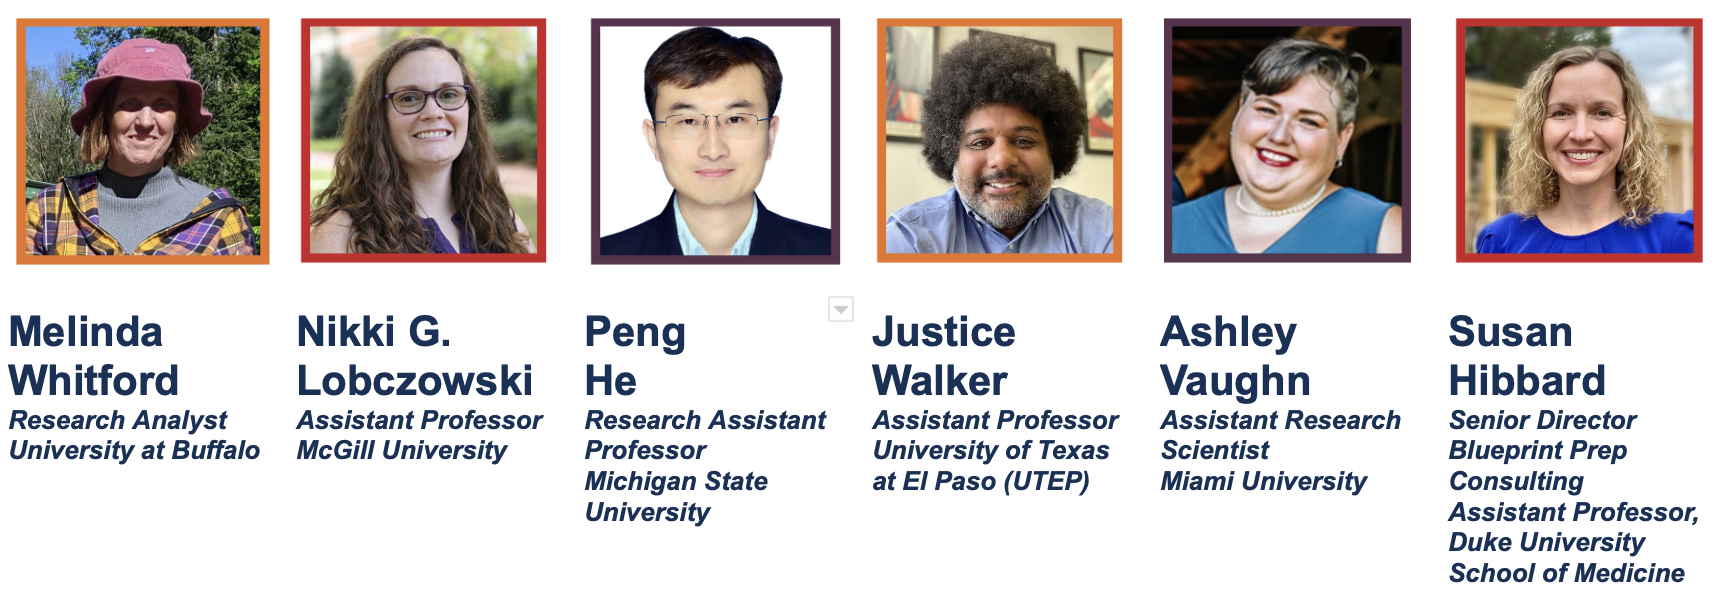 Melinda
Whitford
Research Analyst
University at Buffalo
Nikki G.
Lobczowski
Assistant Professor
McGill University
Peng
He
Research Assistant
Professor
Michigan State
University
Justice
Walker
Assistant Professor
University of Texas
at El Paso (UTEP)
Ashley
Vaughn
Assistant Research
Scientist
Miami University
Susan
Hibbard
Senior Director
Blueprint Prep
Consulting
Assistant Professor,
Duke University
School of Medicine